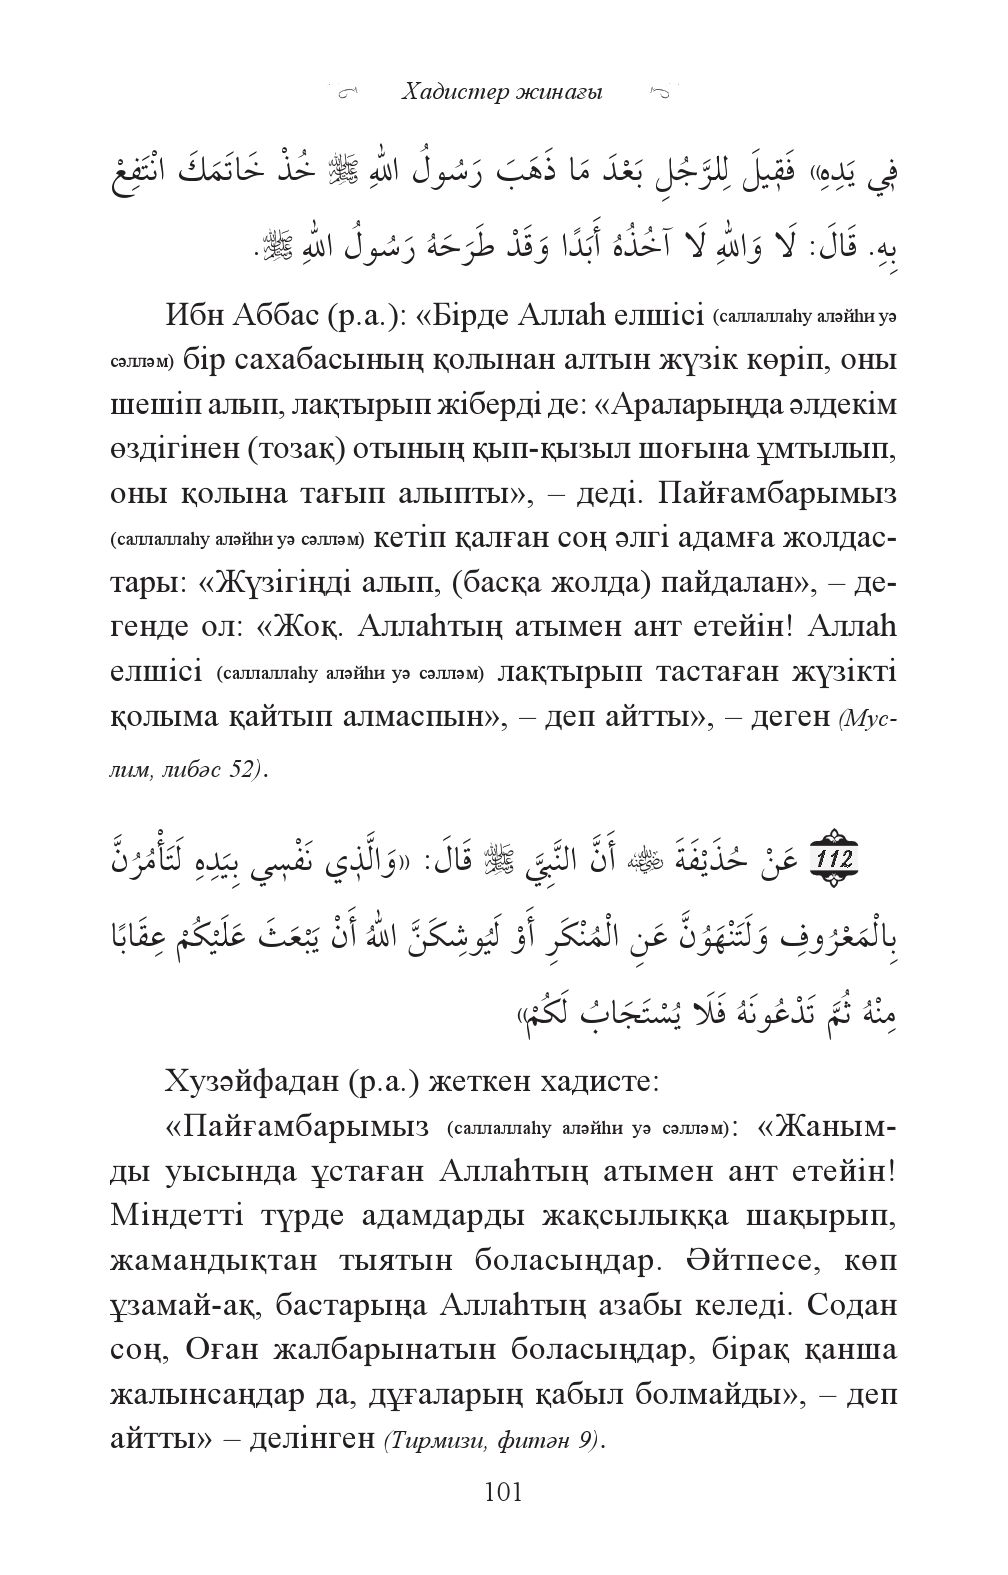 Хадистер жинағы
فِي يَدِهِ» فَقِيلَ لِلرَّجُلِ بَعْدَ مَا ذَهَبَ رَسُولُ اللهِ ﷺ خُذْ خَاتَمَكَ انْتَفِعْ
بِهِ. قَالَ: لَا وَاللهِ لَا آخُذُهُ أَبَدًا وَقَدْ طَرَحَهُ رَسُولُ اللهِ ﷺ.
Ибн Аббас (р.а.): «Бірде Аллаһ елшісі (саллаллаһу аләйһи уә
сәлләм) бір сахабасының қолынан алтын жүзік көріп, оны
шешіп алып, лақтырып жіберді де: «Араларыңда әлдекім
өздігінен (тозақ) отының қып-қызыл шоғына ұмтылып,
оны қолына тағып алыпты», – деді. Пайғамбарымыз
(саллаллаһу аләйһи уә сәлләм) кетіп қалған соң әлгі адамға жолдас-
тары: «Жүзігіңді алып, (басқа жолда) пайдалан», – де-
генде ол: «Жоқ. Аллаһтың атымен ант етейін! Аллаһ
елшісі (саллаллаһу аләйһи уә сәлләм) лақтырып тастаған жүзікті
қолыма қайтып алмаспын», – деп айтты», – деген (Мус-
лим, либәс 52).
112 عَنْ حُذَيْفَةَ ؓ أَنَّ النَّبِيَّ ﷺ قَالَ: «وَالَّذِي نَفْسِي بِيَدِهِ لَتَأْمُرُنَّ
بِالْمَعْرُوفِ وَلَتَنْهَوُنَّ عَنِ الْمُنْكَرِ أَوْ لَيُوشِكَنَّ اللهُ أَنْ يَبْعَثَ عَلَيْكُمْ عِقَابًا
مِنْهُ ثُمَّ تَدْعُونَهُ فَلَا يُسْتَجَابُ لَكُمْ»
Хузәйфадан (р.а.) жеткен хадисте:
«Пайғамбарымыз (саллаллаһу аләйһи уә сәлләм): «Жаным-
ды уысында ұстаған Аллаһтың атымен ант етейін!
Міндетті түрде адамдарды жақсылыққа шақырып,
жамандықтан тыятын боласыңдар. Әйтпесе, көп
ұзамай-ақ, бастарыңа Аллаһтың азабы келеді. Содан
соң, Оған жалбарынатын боласыңдар, бірақ қанша
жалынсаңдар да, дұғаларың қабыл болмайды», – деп
айтты» – делінген (Тирмизи, фитән 9).
101